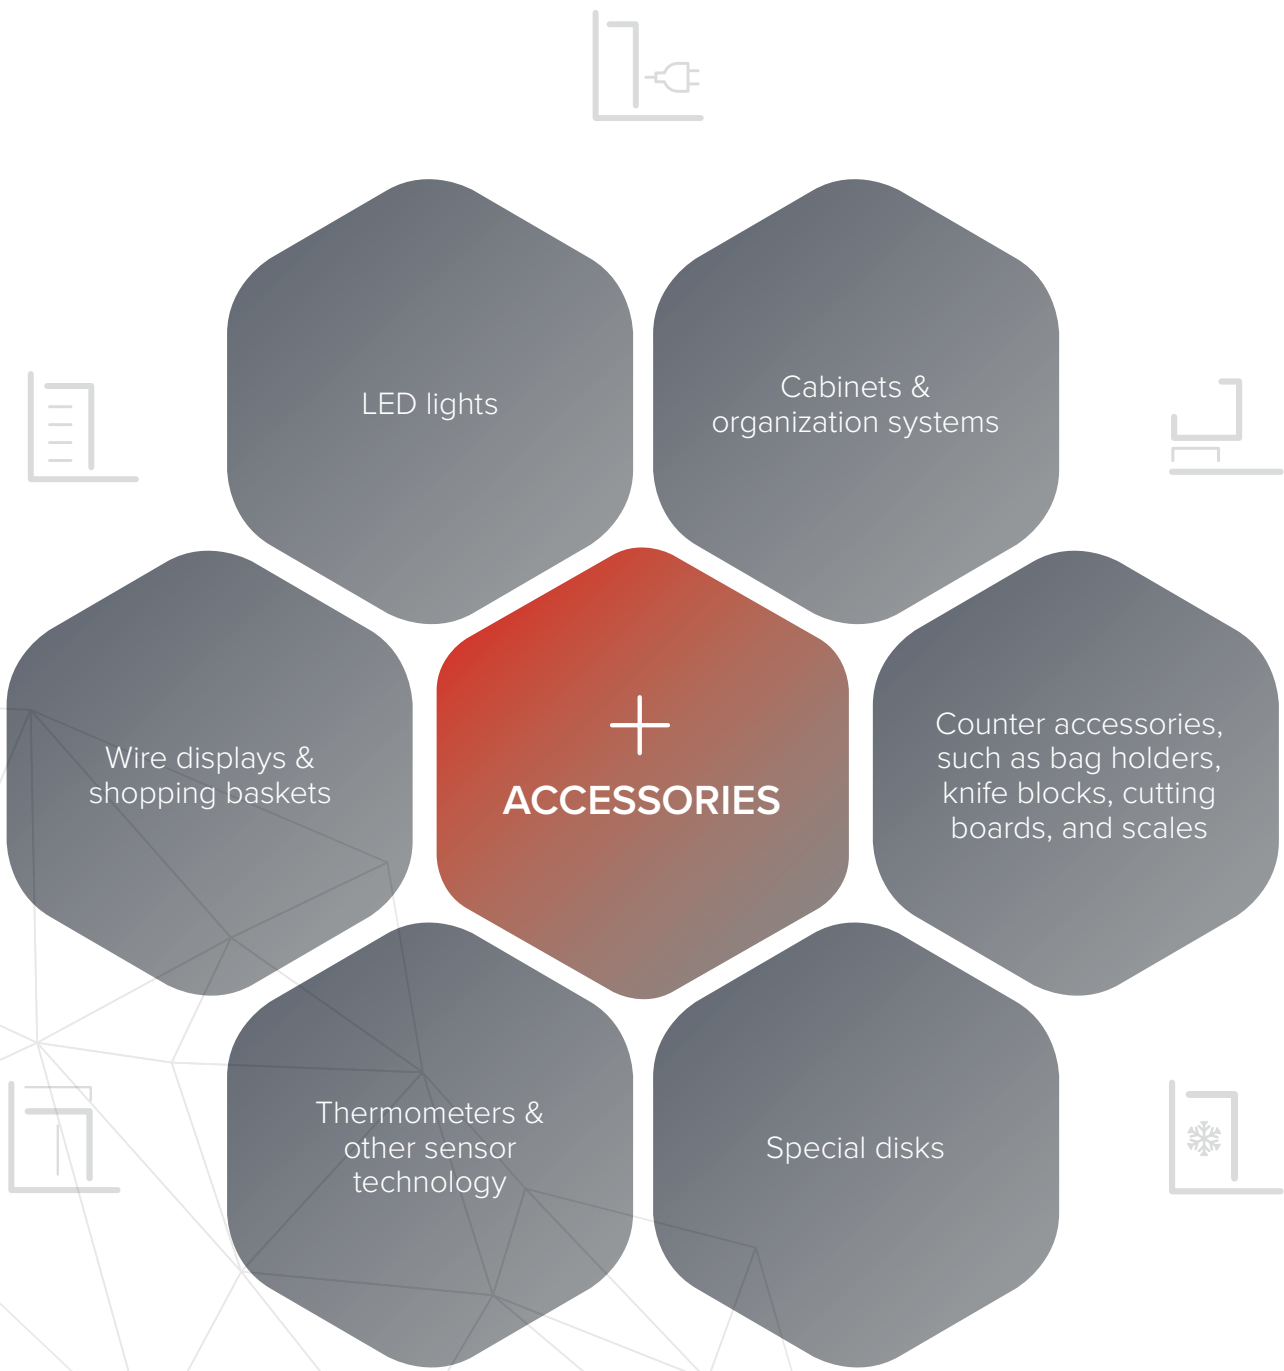 LED lights
Cabinets &
organization systems
Wire displays &
shopping baskets
ACCESSORIES
Counter accessories,
such as bag holders,
knife blocks, cutting
boards, and scales
Thermometers &
other sensor
technology
Special disks